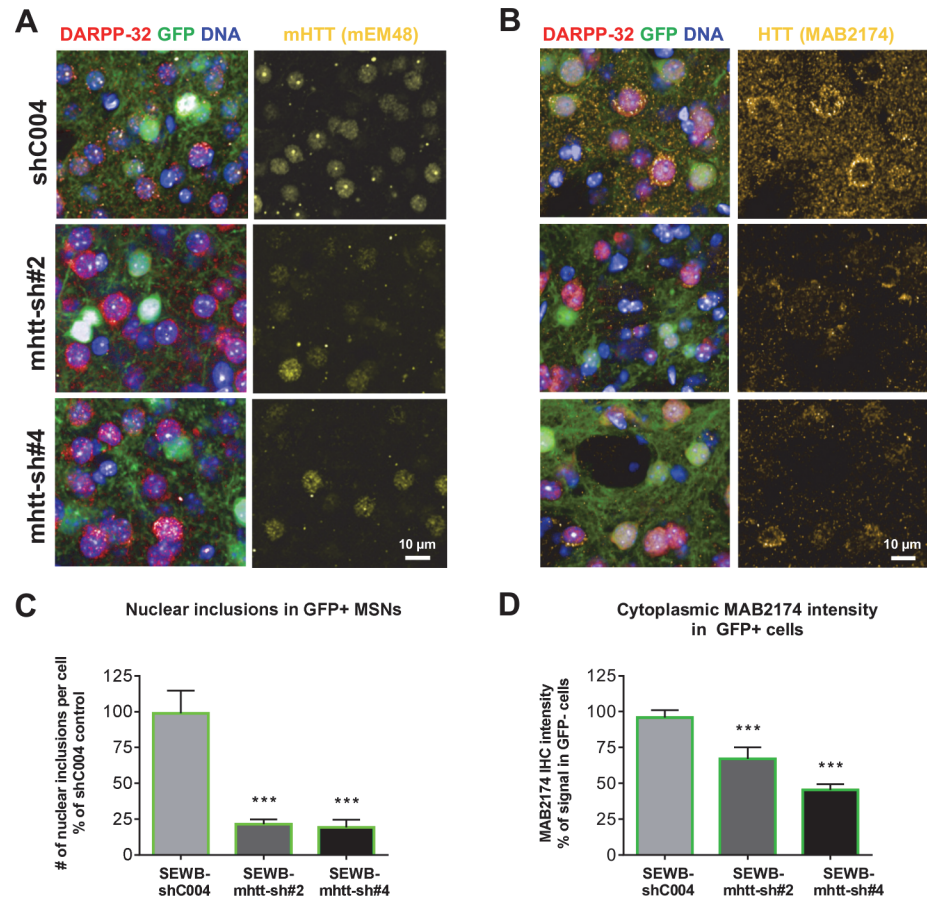 A
DARPP-32 GFP DNA
mHTT (mEM48)
shC004
mhtt-sh#2
mhtt-sh#4
10 µm
B
DARPP-32 GFP DNA
HTT (MAB2174)
10 µm
C
Nuclear inclusions in GFP+ MSNs
# of nuclear inclusions per cell
% of shC004 control
125
100
75
50
25
0
***
***
SEWB-
shC004
SEWB-
mhtt-sh#2
SEWB-
mhtt-sh#4
D
Cytoplasmic MAB2174 intensity
in GFP+ cells
MAB2174 IHC intensity
% of signal in GFP- cells
125
100
75
50
25
0
***
***
SEWB-
shC004
SEWB-
mhtt-sh#2
SEWB-
mhtt-sh#4